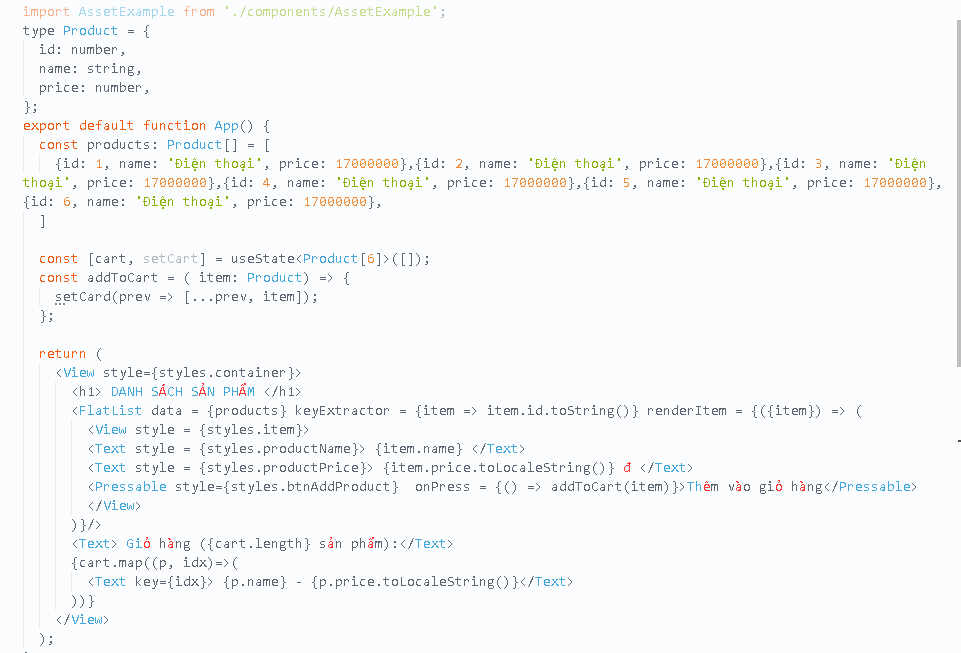 import AssetExample from './components/AssetExample';
type Product = {
  id: number,
  name: string,
  price: number,
};
export default function App() {
  const products: Product[] = [
    {id: 1, name: 'Điện thoại', price: 17000000},{id: 2, name: 'Điện thoại', price: 17000000},{id: 3, name: 'Điện
thoại', price: 17000000},{id: 4, name: 'Điện thoại', price: 17000000},{id: 5, name: 'Điện thoại', price: 17000000},
{id: 6, name: 'Điện thoại', price: 17000000},
  ]
  const [cart, setCart] = useState<Product[6]>([]);
  const addToCart = ( item: Product) => {
    setCard(prev => [...prev, item]);
  };
  return (
    <View style={styles.container}>
      <h1> DANH SÁCH SẢN PHẨM </h1>
      <FlatList data = {products} keyExtractor = {item => item.id.toString()} renderItem = {({item}) => (
        <View style = {styles.item}>
        <Text style = {styles.productName}> {item.name} </Text>
        <Text style = {styles.productPrice}> {item.price.toLocaleString()} đ </Text>
        <Pressable style={styles.btnAddProduct}  onPress = {() => addToCart(item)}>Thêm vào giỏ hàng</Pressable>
        </View>
      )}/>
      <Text> Giỏ hàng ({cart.length} sản phẩm):</Text>
      {cart.map((p, idx)=>(
        <Text key={idx}> {p.name} - {p.price.toLocaleString()}</Text>
      ))}
    </View>
  );